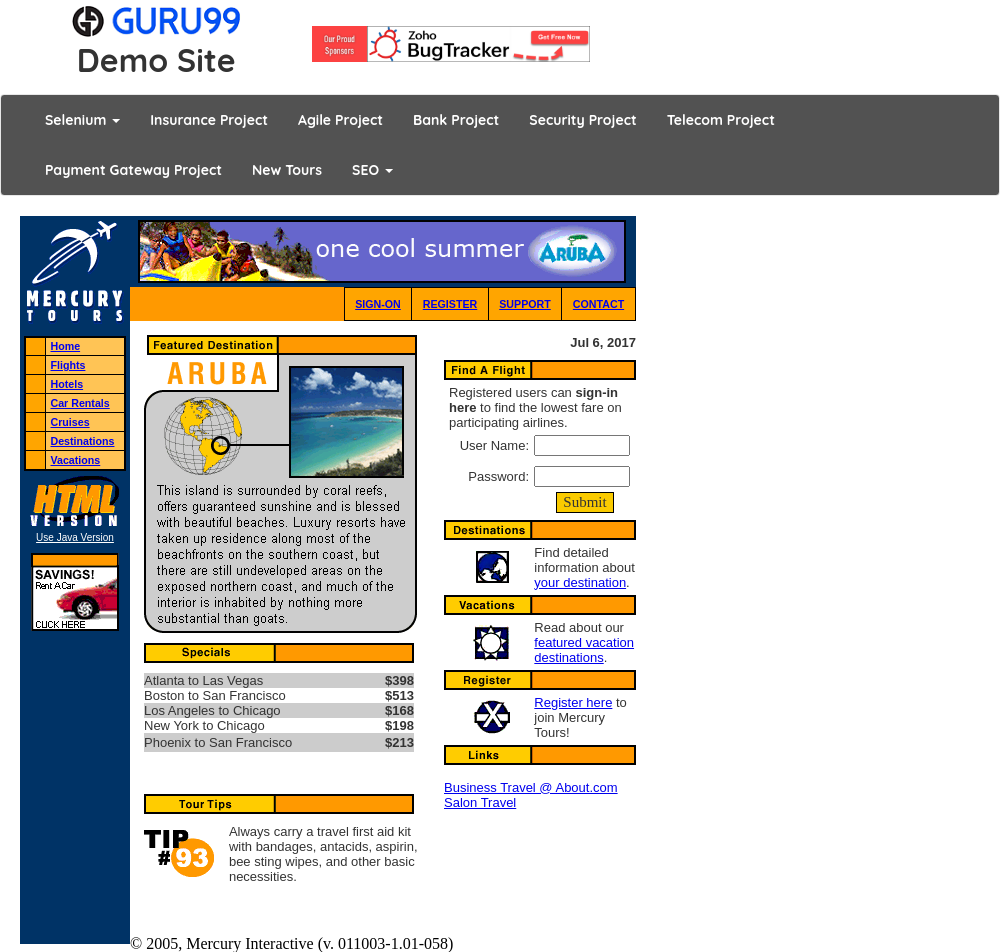 GURU99
Demo Site
Our Proud
Sponsors
Zoho
BugTracker
Get Free Now
Selenium
Insurance Project
Agile Project
Bank Project
Security Project
Telecom Project
Payment Gateway Project
New Tours
SEO
MERCURY
TOURS
one cool summer
ARUBA
SIGN-ON
REGISTER
SUPPORT
CONTACT
Home
Flights
Hotels
Car Rentals
Cruises
Destinations
Vacations
HTML
VERSION
Use Java Version
SAVINGS!
Rent A Car
CLICK HERE
Featured Destination
ARUBA
This island is surrounded by coral reefs,
offers guaranteed sunshine and is blessed
with beautiful beaches. Luxury resorts have
taken up residence along most of the
beachfronts on the southern coast, but
there are still undeveloped areas on the
exposed northern coast, and much of the
interior is inhabited by nothing more
substantial than goats.
Specials
Atlanta to Las Vegas $398
Boston to San Francisco $513
Los Angeles to Chicago $168
New York to Chicago $198
Phoenix to San Francisco $213
Tour Tips
TIP
#93
Always carry a travel first aid kit
with bandages, antacids, aspirin,
bee sting wipes, and other basic
necessities.
Jul 6, 2017
Find A Flight
Registered users can sign-in
here to find the lowest fare on
participating airlines.
User Name:
Password:
Submit
Destinations
Find detailed
information about
your destination.
Vacations
Read about our
featured vacation
destinations.
Register
Register here to
join Mercury
Tours!
Links
Business Travel @ About.com
Salon Travel
© 2005, Mercury Interactive (v. 011003-1.01-058)